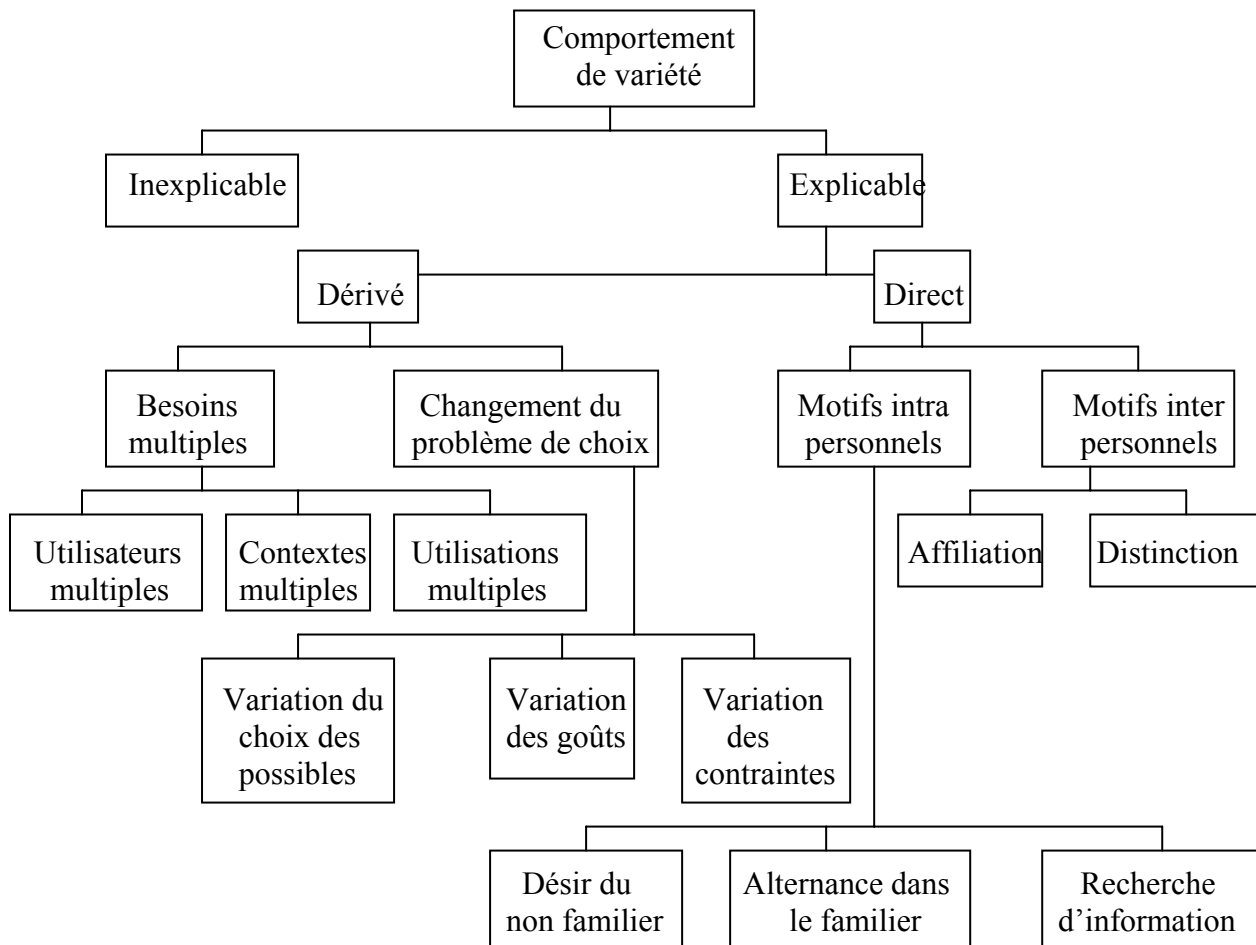 Comportement
de variété
Inexplicable
Explicable
Dérivé
Direct
Besoins
multiples
Changement du
problème de choix
Motifs intra
personnels
Motifs inter
personnels
Utilisateurs
multiples
Contextes
multiples
Utilisations
multiples
Affiliation
Distinction
Variation du
choix des
possibles
Variation
des goûts
Variation
des
contraintes
Désir du
non familier
Alternance dans
le familier
Recherche
d’information